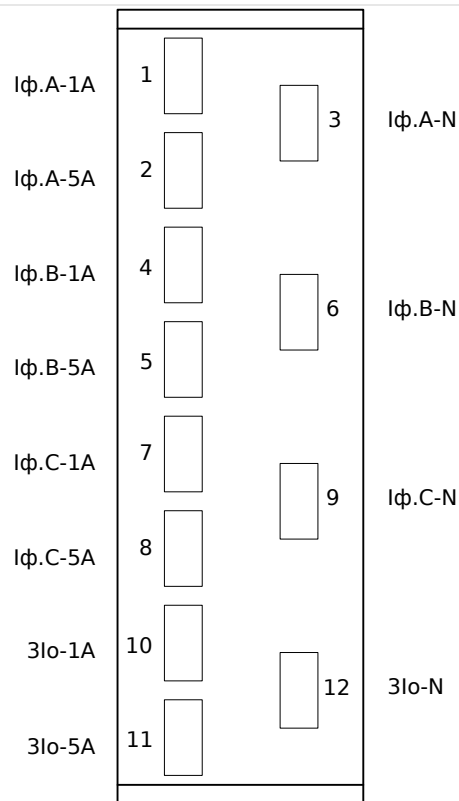 Iф.A-1A 1
3 Iф.A-N
Iф.A-5A 2
Iф.B-1A 4
6 Iф.B-N
Iф.B-5A 5
Iф.C-1A 7
9 Iф.C-N
Iф.C-5A 8
3Io-1A 10
12 3Io-N
3Io-5A 11